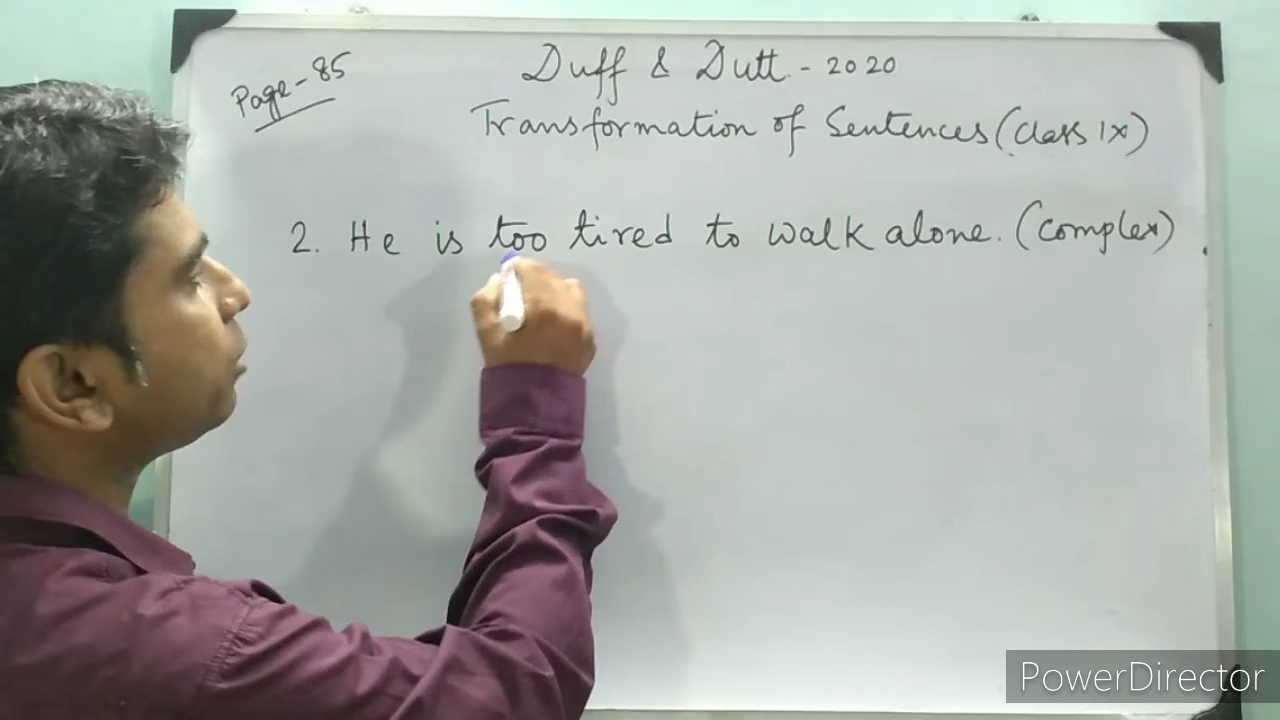 Page-85
Duff & Dutt - 2020
Transformation of Sentences (Class IX)
2. He is too tired to walk alone. (Complex)
PowerDirector